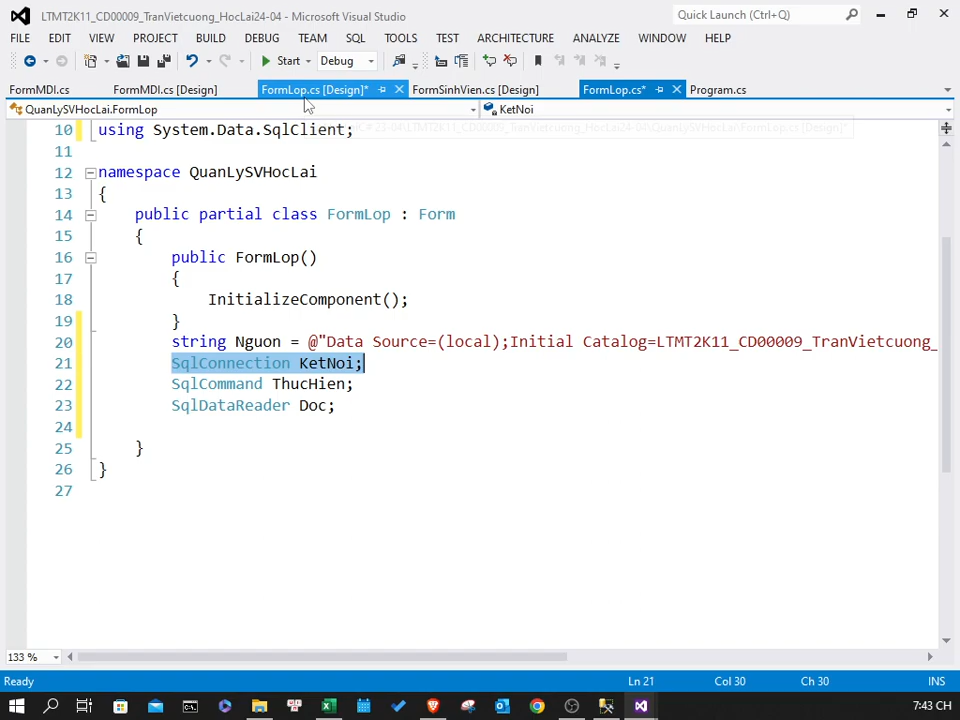 LTMT2K11_CD00009_TranVietcuong_HocLai24-04 - Microsoft Visual Studio
Quick Launch (Ctrl+Q)
FILE EDIT VIEW PROJECT BUILD DEBUG TEAM SQL TOOLS TEST ARCHITECTURE ANALYZE WINDOW HELP
Start Debug
FormMDI.cs FormMDI.cs [Design] FormLop.cs [Design]* FormSinhVien.cs [Design] FormLop.cs* Program.cs
QuanLySVHocLai.FormLop KetNoi
10 using System.Data.SqlClient;
11
12 namespace QuanLySVHocLai
13 {
14 public partial class FormLop : Form
15 {
16 public FormLop()
17 {
18 InitializeComponent();
19 }
20 string Nguon = @"Data Source=(local);Initial Catalog=LTMT2K11_CD00009_TranVietcuong_
21 SqlConnection KetNoi;
22 SqlCommand ThucHien;
23 SqlDataReader Doc;
24
25 }
26 }
27
133 %
Ready Ln 21 Col 30 Ch 30 INS
7:43 CH